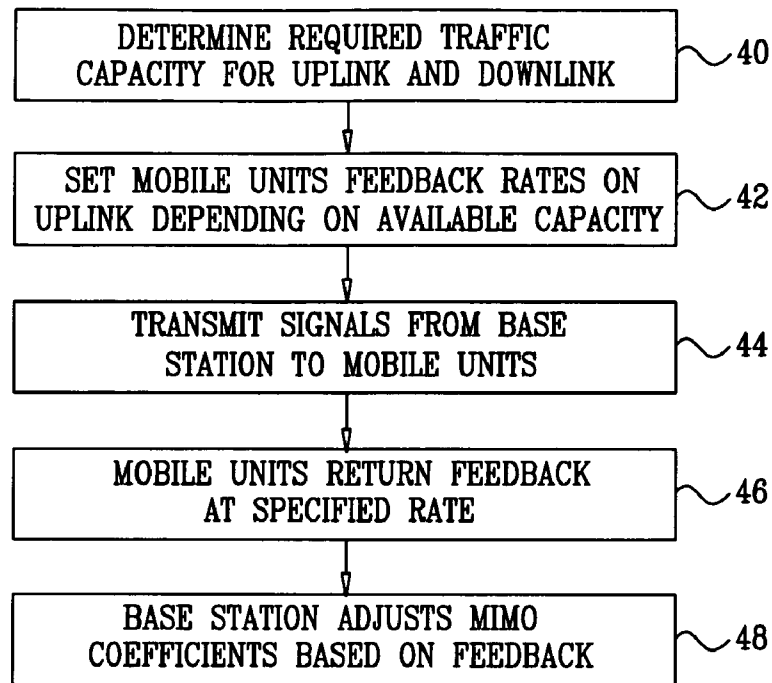 DETERMINE REQUIRED TRAFFIC
CAPACITY FOR UPLINK AND DOWNLINK
40
SET MOBILE UNITS FEEDBACK RATES ON
UPLINK DEPENDING ON AVAILABLE CAPACITY
42
TRANSMIT SIGNALS FROM BASE
STATION TO MOBILE UNITS
44
MOBILE UNITS RETURN FEEDBACK
AT SPECIFIED RATE
46
BASE STATION ADJUSTS MIMO
COEFFICIENTS BASED ON FEEDBACK
48